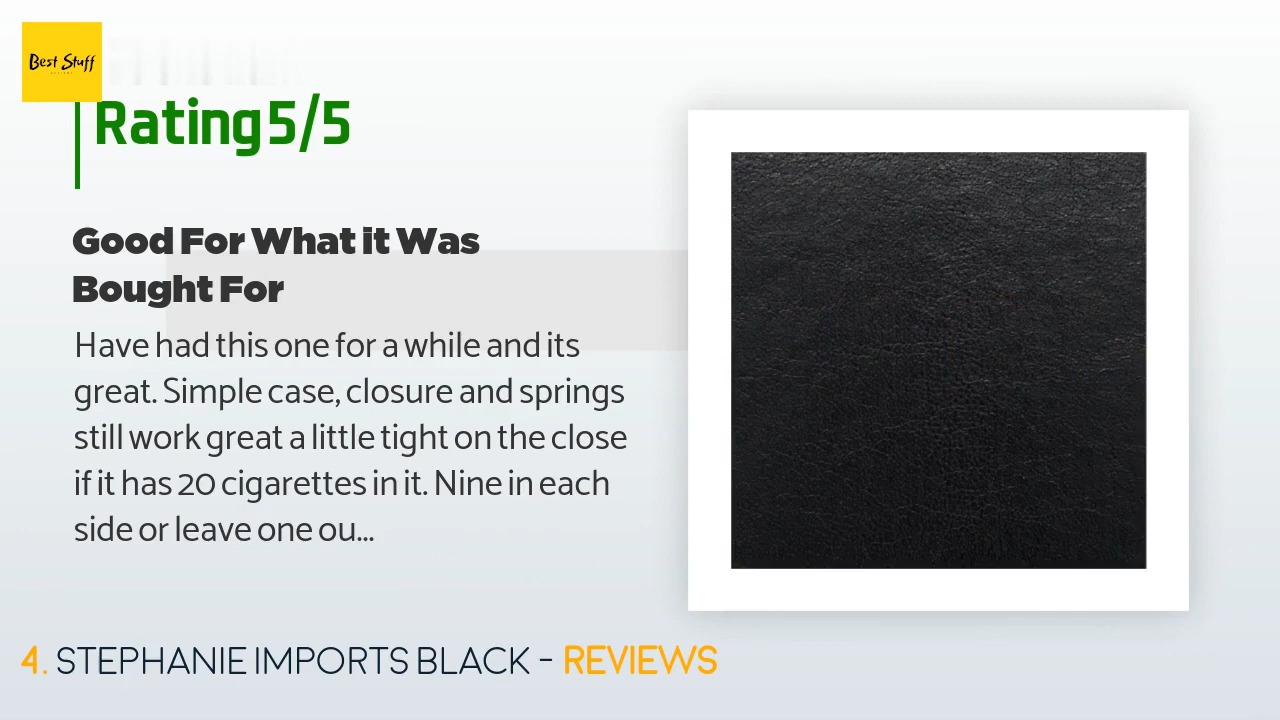 Best Stuff
Rating 5/5
Good For What it Was
Bought For
Have had this one for a while and its
great. Simple case, closure and springs
still work great a little tight on the close
if it has 20 cigarettes in it. Nine in each
side or leave one ou...
4. STEPHANIE IMPORTS BLACK - REVIEWS